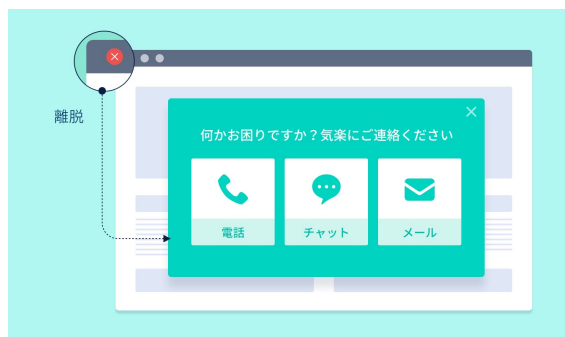 離脱
何かお困りですか？気楽にご連絡ください
電話
チャット
メール